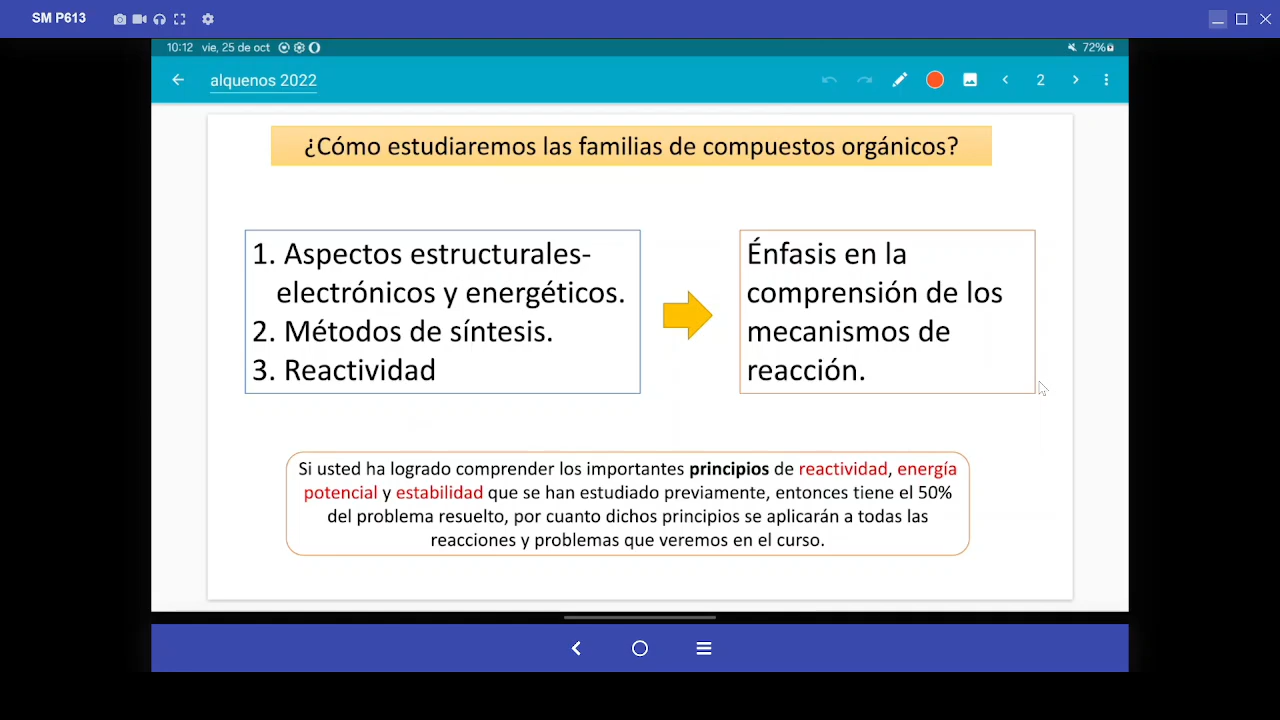 SM P613
10:12 vie, 25 de oct
72%
alquenos 2022
2
¿Cómo estudiaremos las familias de compuestos orgánicos?
1. Aspectos estructurales-
electrónicos y energéticos.
2. Métodos de síntesis.
3. Reactividad
Énfasis en la
comprensión de los
mecanismos de
reacción.
Si usted ha logrado comprender los importantes principios de reactividad, energía
potencial y estabilidad que se han estudiado previamente, entonces tiene el 50%
del problema resuelto, por cuanto dichos principios se aplicarán a todas las
reacciones y problemas que veremos en el curso.